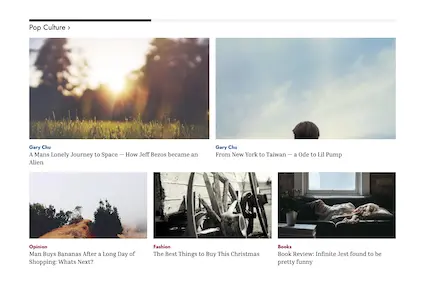 Pop Culture ›
Gary Chu
A Mans Lonely Journey to Space — How Jeff Beros became an
Alien
Gary Chu
From New York to Taiwan — a Ode to Lil Pump
Opinion
Man Buys Bananas After a Long Day of
Shopping: Whats Next?
Fashion
The Best Things to Buy This Christmas
Books
Book Review: Infinite Jest found to be
pretty funny